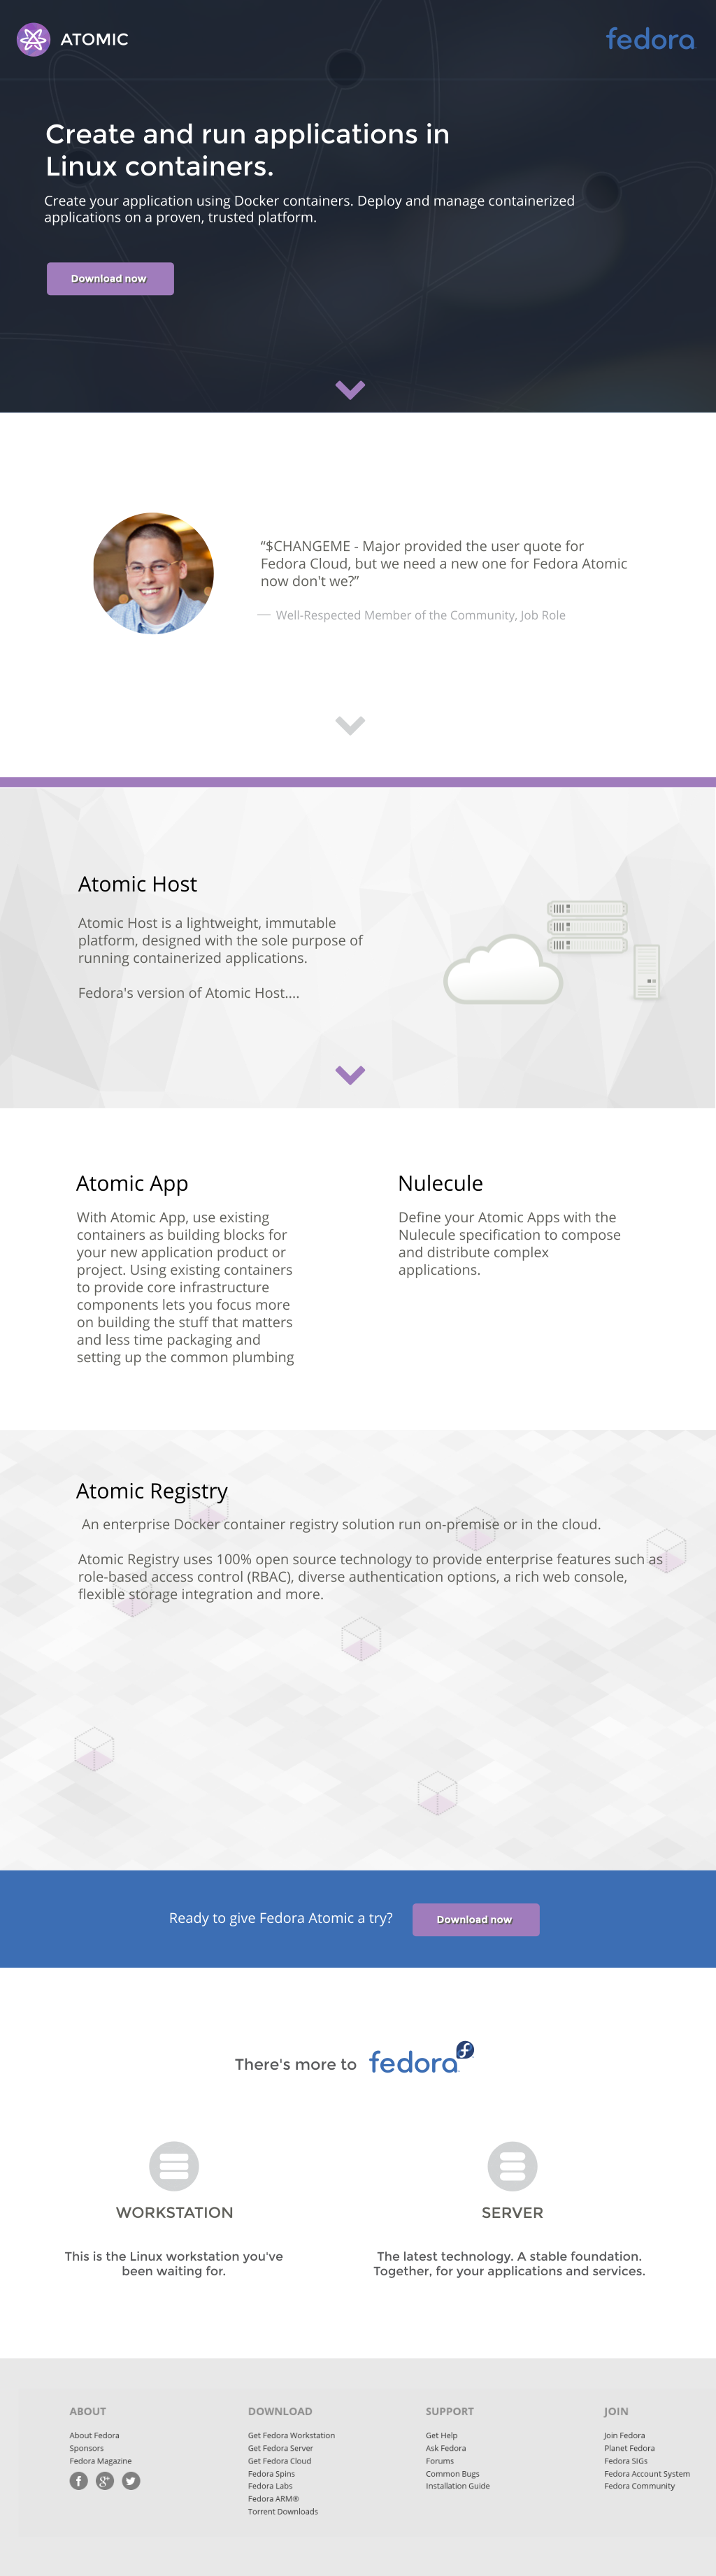 ATOMIC
fedora
Create and run applications in
Linux containers.
Create your application using Docker containers. Deploy and manage containerized
applications on a proven, trusted platform.
Download now
“$CHANGEME - Major provided the user quote for
Fedora Cloud, but we need a new one for Fedora Atomic
now don't we?”
— Well-Respected Member of the Community, Job Role
Atomic Host
Atomic Host is a lightweight, immutable
platform, designed with the sole purpose of
running containerized applications.
Fedora's version of Atomic Host....
Atomic App
With Atomic App, use existing
containers as building blocks for
your new application product or
project. Using existing containers
to provide core infrastructure
components lets you focus more
on building the stuff that matters
and less time packaging and
setting up the common plumbing
Nulecule
Define your Atomic Apps with the
Nulecule specification to compose
and distribute complex
applications.
Atomic Registry
An enterprise Docker container registry solution run on-premise or in the cloud.
Atomic Registry uses 100% open source technology to provide enterprise features such as
role-based access control (RBAC), diverse authentication options, a rich web console,
flexible storage integration and more.
Ready to give Fedora Atomic a try?
Download now
There's more to fedora
WORKSTATION
This is the Linux workstation you've
been waiting for.
SERVER
The latest technology. A stable foundation.
Together, for your applications and services.
ABOUT
About Fedora
Sponsors
Fedora Magazine
DOWNLOAD
Get Fedora Workstation
Get Fedora Server
Get Fedora Cloud
Fedora Spins
Fedora Labs
Fedora ARM®
Torrent Downloads
SUPPORT
Get Help
Ask Fedora
Forums
Common Bugs
Installation Guide
JOIN
Join Fedora
Planet Fedora
Fedora SIGs
Fedora Account System
Fedora Community